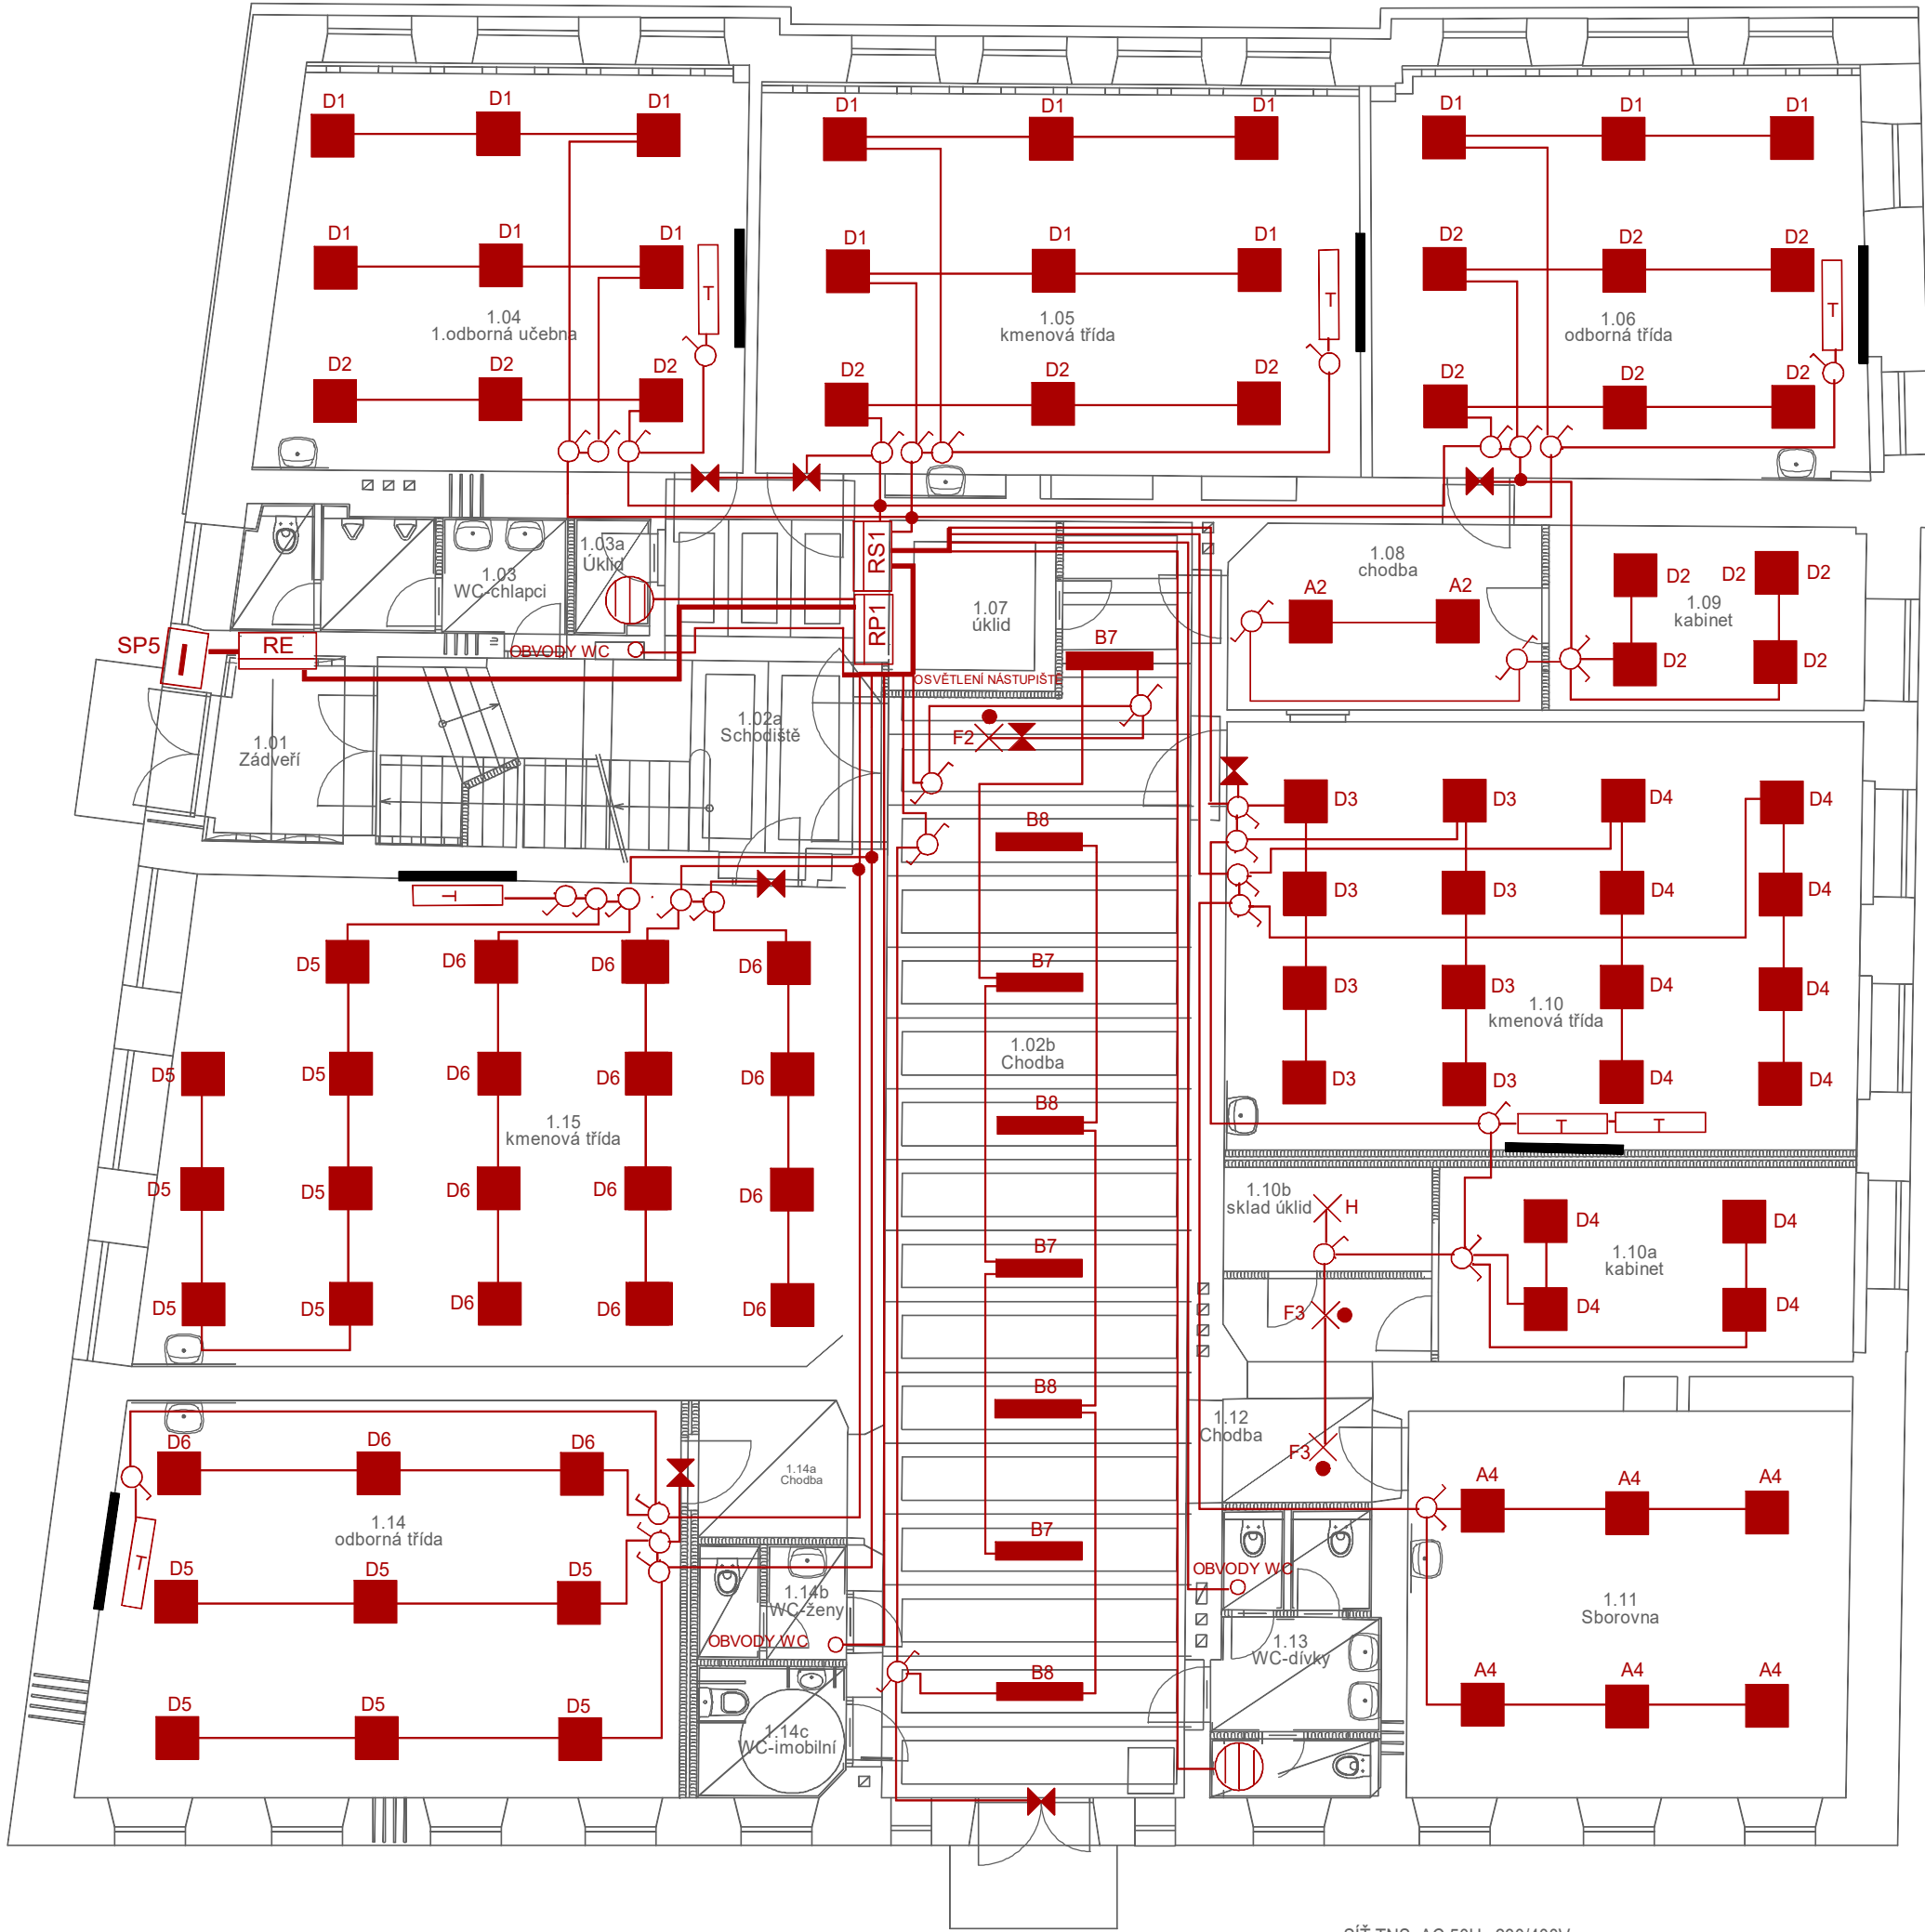 D1 D1 D1 D1 D1 D1 D1 D1 D1
D1 D1 D1 D1 D1 D1 D2 D2 D2
T T T
1.04
1.odborná učebna
1.05
kmenová třída
1.06
odborná třída
D2 D2 D2 D2 D2 D2 D2 D2 D2
1.03a
Úklid
1.03
WC-chlapci
RS1
RP1
1.07
úklid
1.08
chodba
A2 A2
D2 D2 D2
1.09
kabinet
D2 D2
SP5
RE
OBVODY WC
B7
OSVĚTLENÍ NÁSTUPIŠTĚ
1.01
Zádveří
1.02a
Schodiště
F2
B8
D3 D3 D4 D4
T
D3 D3 D4 D4
D5 D6 D6 D6
B7
D3 D3 D4 D4
1.10
kmenová třída
1.02b
Chodba
D5 D5 D6 D6 D6
D3 D3 D4 D4
B8
T T
1.15
kmenová třída
D5 D5 D6 D6 D6
1.10b
sklad úklid
H
D4 D4
1.10a
kabinet
B7
D5 D5 D6 D6 D6
F3
D4 D4
B8
1.12
Chodba
F3
D6 D6 D6
1.14a
Chodba
A4 A4 A4
1.14
odborná třída
T
B7
D5 D5 D5
OBVODY WC
1.14b
WC-ženy
1.11
Sborovna
OBVODY WC
1.13
WC-dívky
B8
D5 D5 D5
A4 A4 A4
1.14c
WC-imobilní